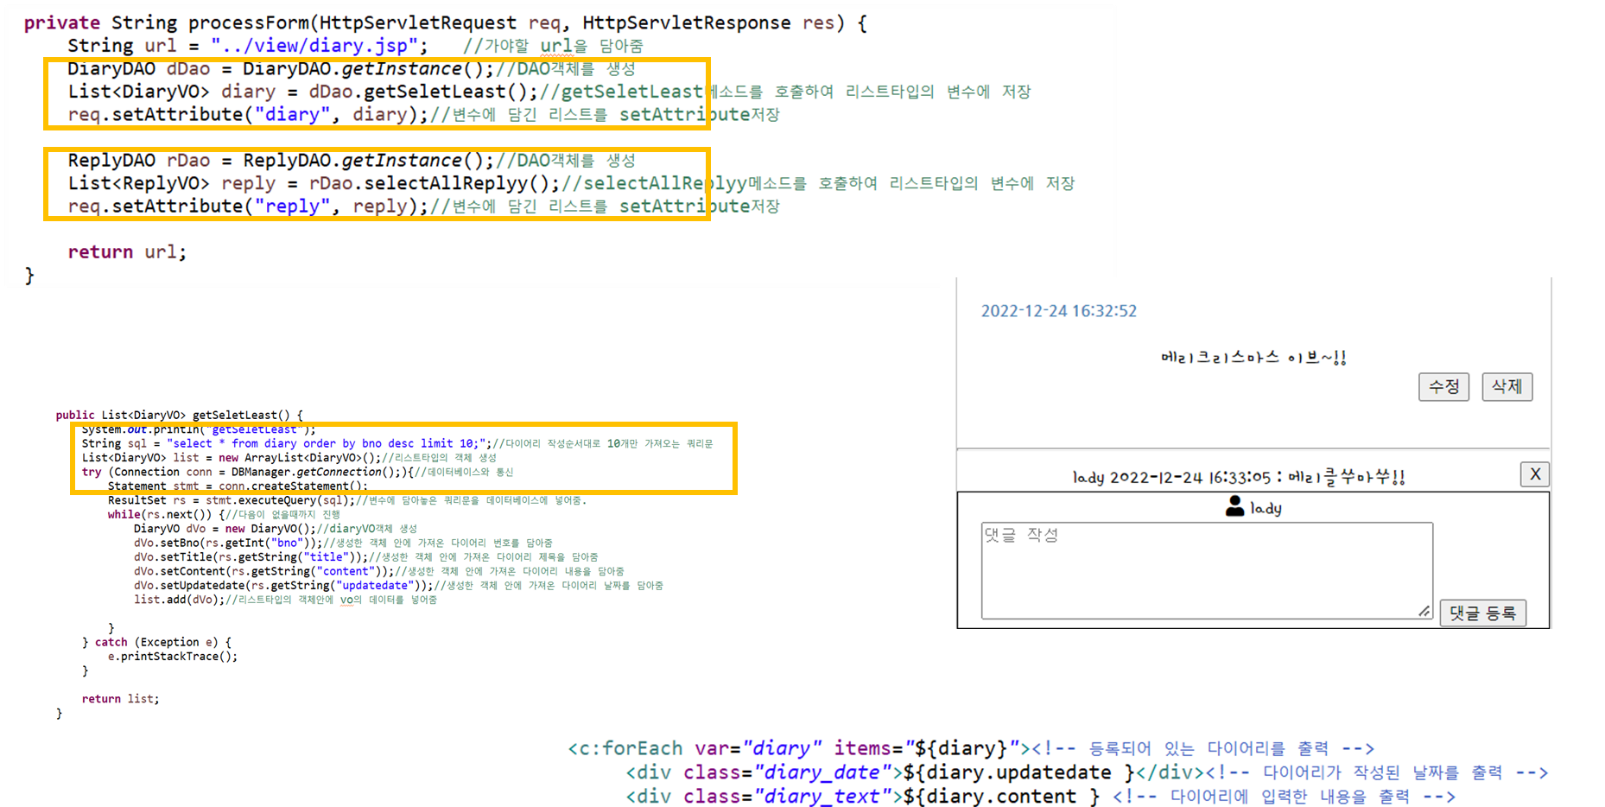 private String processForm(HttpServletRequest req, HttpServletResponse res) {
String url = "../view/diary.jsp"; //가야할 url을 담아줌
DiaryDAO dDao = DiaryDAO.getInstance();//DAO객체를 생성
List<DiaryVO> diary = dDao.getSeletLeast();//getSeletLeast메소드를 호출하여 리스트타입의 변수에 저장
req.setAttribute("diary", diary);//변수에 담긴 리스트를 setAttribute저장
ReplyDAO rDao = ReplyDAO.getInstance();//DAO객체를 생성
List<ReplyVO> reply = rDao.selectAllReplyy();//selectAllReplyy메소드를 호출하여 리스트타입의 변수에 저장
req.setAttribute("reply", reply);//변수에 담긴 리스트를 setAttribute저장
return url;
}
2022-12-24 16:32:52
메리크리스마스 이브~!!
수정 삭제
lady 2022-12-24 16:33:05 : 메리클쑤마쑤!! X
lady
댓글 작성
댓글 등록
public List<DiaryVO> getSeletLeast() {
System.out.println("getSeletLeast");
String sql = "select * from diary order by bno desc limit 10;";//다이어리 작성순서대로 10개만 가져오는 쿼리문
List<DiaryVO> list = new ArrayList<DiaryVO>();//리스트타입의 객체 생성
try (Connection conn = DBManager.getConnection();){//데이터베이스와 통신
Statement stmt = conn.createStatement();
ResultSet rs = stmt.executeQuery(sql);//변수에 담아놓은 쿼리문을 데이터베이스에 넣어줌.
while(rs.next()) {//다음이 없을때까지 진행
DiaryVO dVo = new DiaryVO();//diaryVO객체 생성
dVo.setBno(rs.getInt("bno"));//생성한 객체 안에 가져온 다이어리 번호를 담아줌
dVo.setTitle(rs.getString("title"));//생성한 객체 안에 가져온 다이어리 제목을 담아줌
dVo.setContent(rs.getString("content"));//생성한 객체 안에 가져온 다이어리 내용을 담아줌
dVo.setUpdatedate(rs.getString("updatedate"));//생성한 객체 안에 가져온 다이어리 날짜를 담아줌
list.add(dVo);//리스트타입의 객체안에 vo의 데이터를 넣어줌
}
} catch (Exception e) {
e.printStackTrace();
}
return list;
}
<c:forEach var="diary" items="${diary}"><!-- 등록되어 있는 다이어리를 출력 -->
<div class="diary_date">${diary.updatedate }</div><!-- 다이어리가 작성된 날짜를 출력 -->
<div class="diary_text">${diary.content } <!-- 다이어리에 입력한 내용을 출력 -->